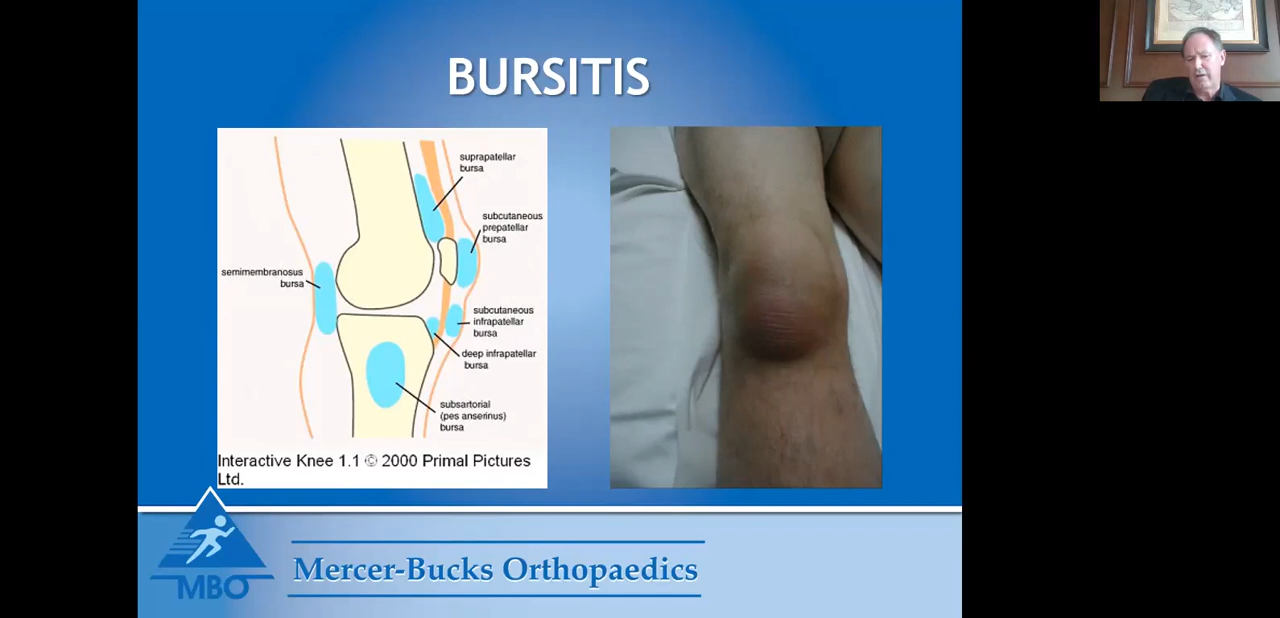 BURSITIS
suprapatellar
bursa
subcutaneous
prepatellar
bursa
semimembranosus
bursa
subcutaneous
infrapatellar
bursa
deep infrapatellar
bursa
subsartorial
(pes anserinus)
bursa
Interactive Knee 1.1 © 2000 Primal Pictures
Ltd.
MBO
Mercer-Bucks Orthopaedics